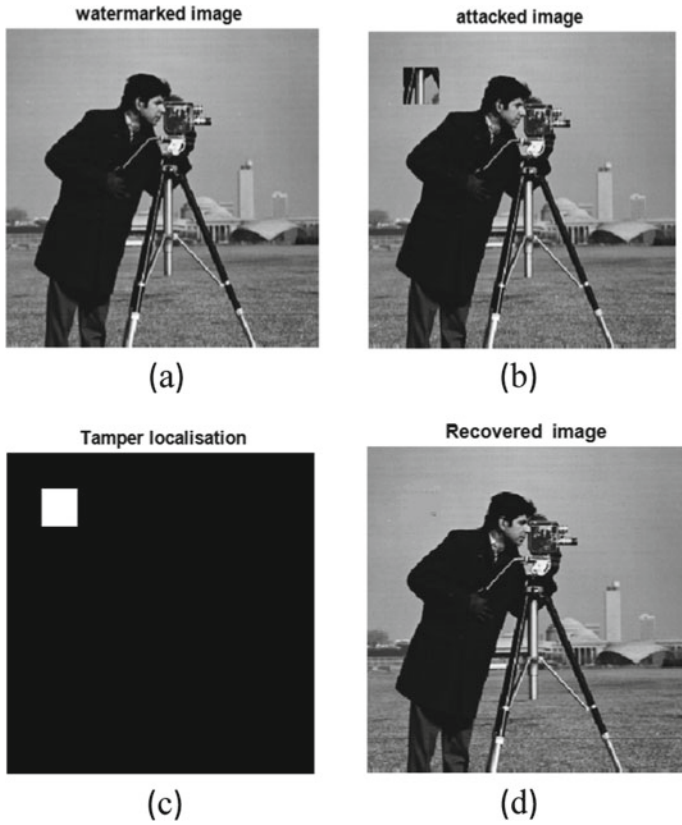 watermarked image
attacked image
(a)
(b)
Tamper localisation
Recovered image
(c)
(d)